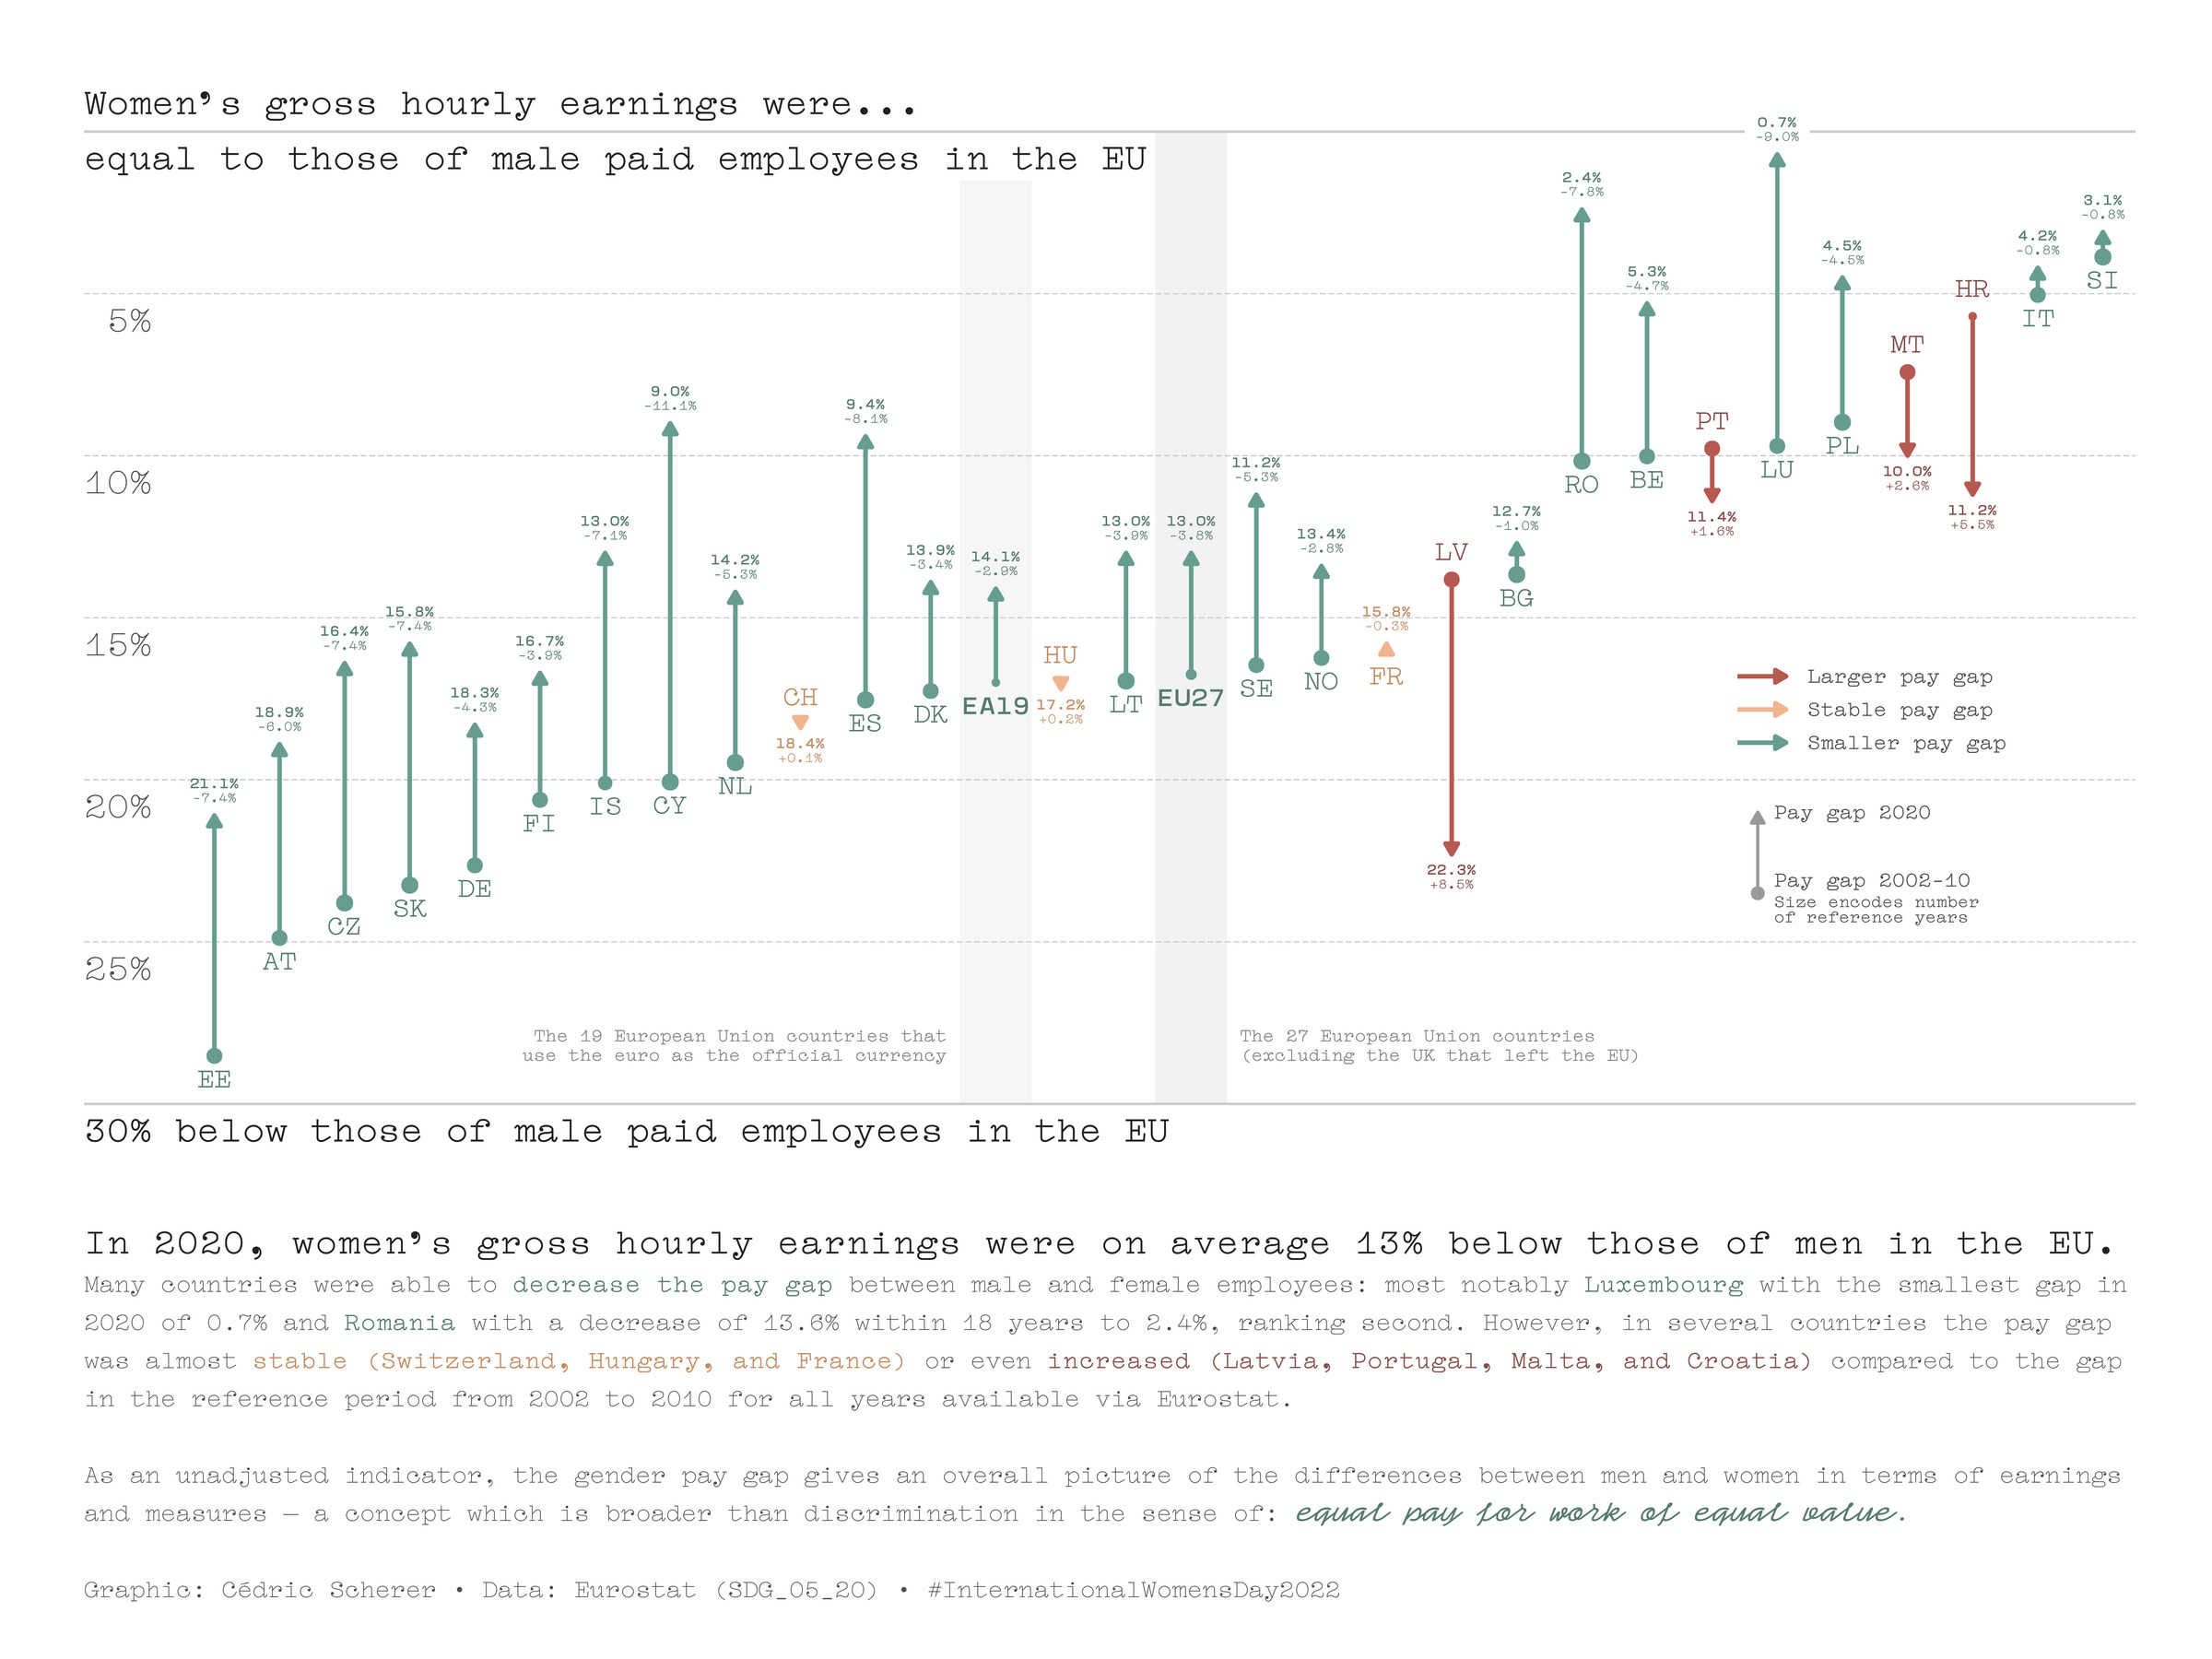 Women's gross hourly earnings were...
equal to those of male paid employees in the EU
5%
10%
15%
20%
25%
21.1%
-7.4%
EE
18.9%
-6.0%
AT
16.4%
-7.4%
CZ
15.8%
-7.4%
SK
18.3%
-4.3%
DE
16.7%
-3.9%
FI
13.0%
-7.1%
IS
9.0%
-11.1%
CY
14.2%
-5.3%
NL
CH
18.4%
+0.1%
9.4%
-8.1%
ES
13.9%
-3.4%
DK
14.1%
-2.9%
EA19
HU
17.2%
+0.2%
13.0%
-3.9%
LT
13.0%
-3.8%
EU27
11.2%
-5.3%
SE
13.4%
-2.8%
NO
15.8%
-0.3%
FR
LV
22.3%
+8.5%
12.7%
-1.0%
BG
2.4%
-7.8%
RO
5.3%
-4.7%
BE
PT
11.4%
+1.6%
0.7%
-9.0%
LU
4.5%
-4.5%
PL
MT
10.0%
+2.6%
HR
11.2%
+5.5%
4.2%
-0.8%
IT
3.1%
-0.8%
SI
Larger pay gap
Stable pay gap
Smaller pay gap
Pay gap 2020
Pay gap 2002-10
Size encodes number
of reference years
The 19 European Union countries that
use the euro as the official currency
The 27 European Union countries
(excluding the UK that left the EU)
30% below those of male paid employees in the EU
In 2020, women's gross hourly earnings were on average 13% below those of men in the EU.
Many countries were able to decrease the pay gap between male and female employees: most notably Luxembourg with the smallest gap in
2020 of 0.7% and Romania with a decrease of 13.6% within 18 years to 2.4%, ranking second. However, in several countries the pay gap
was almost stable (Switzerland, Hungary, and France) or even increased (Latvia, Portugal, Malta, and Croatia) compared to the gap
in the reference period from 2002 to 2010 for all years available via Eurostat.
As an unadjusted indicator, the gender pay gap gives an overall picture of the differences between men and women in terms of earnings
and measures — a concept which is broader than discrimination in the sense of: equal pay for work of equal value.
Graphic: Cédric Scherer • Data: Eurostat (SDG_05_20) • #InternationalWomensDay2022